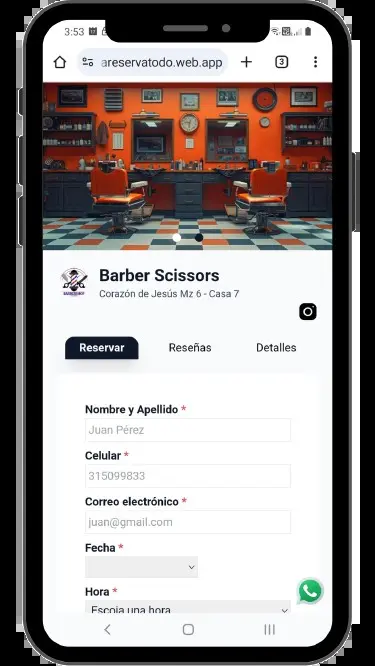 3:53
areservatodo.web.app
3
Barber Scissors
Corazón de Jesús Mz 6 - Casa 7
Reservar
Reseñas
Detalles
Nombre y Apellido *
Juan Pérez
Celular *
315099833
Correo electrónico *
juan@gmail.com
Fecha *
Hora *
Escoja una hora